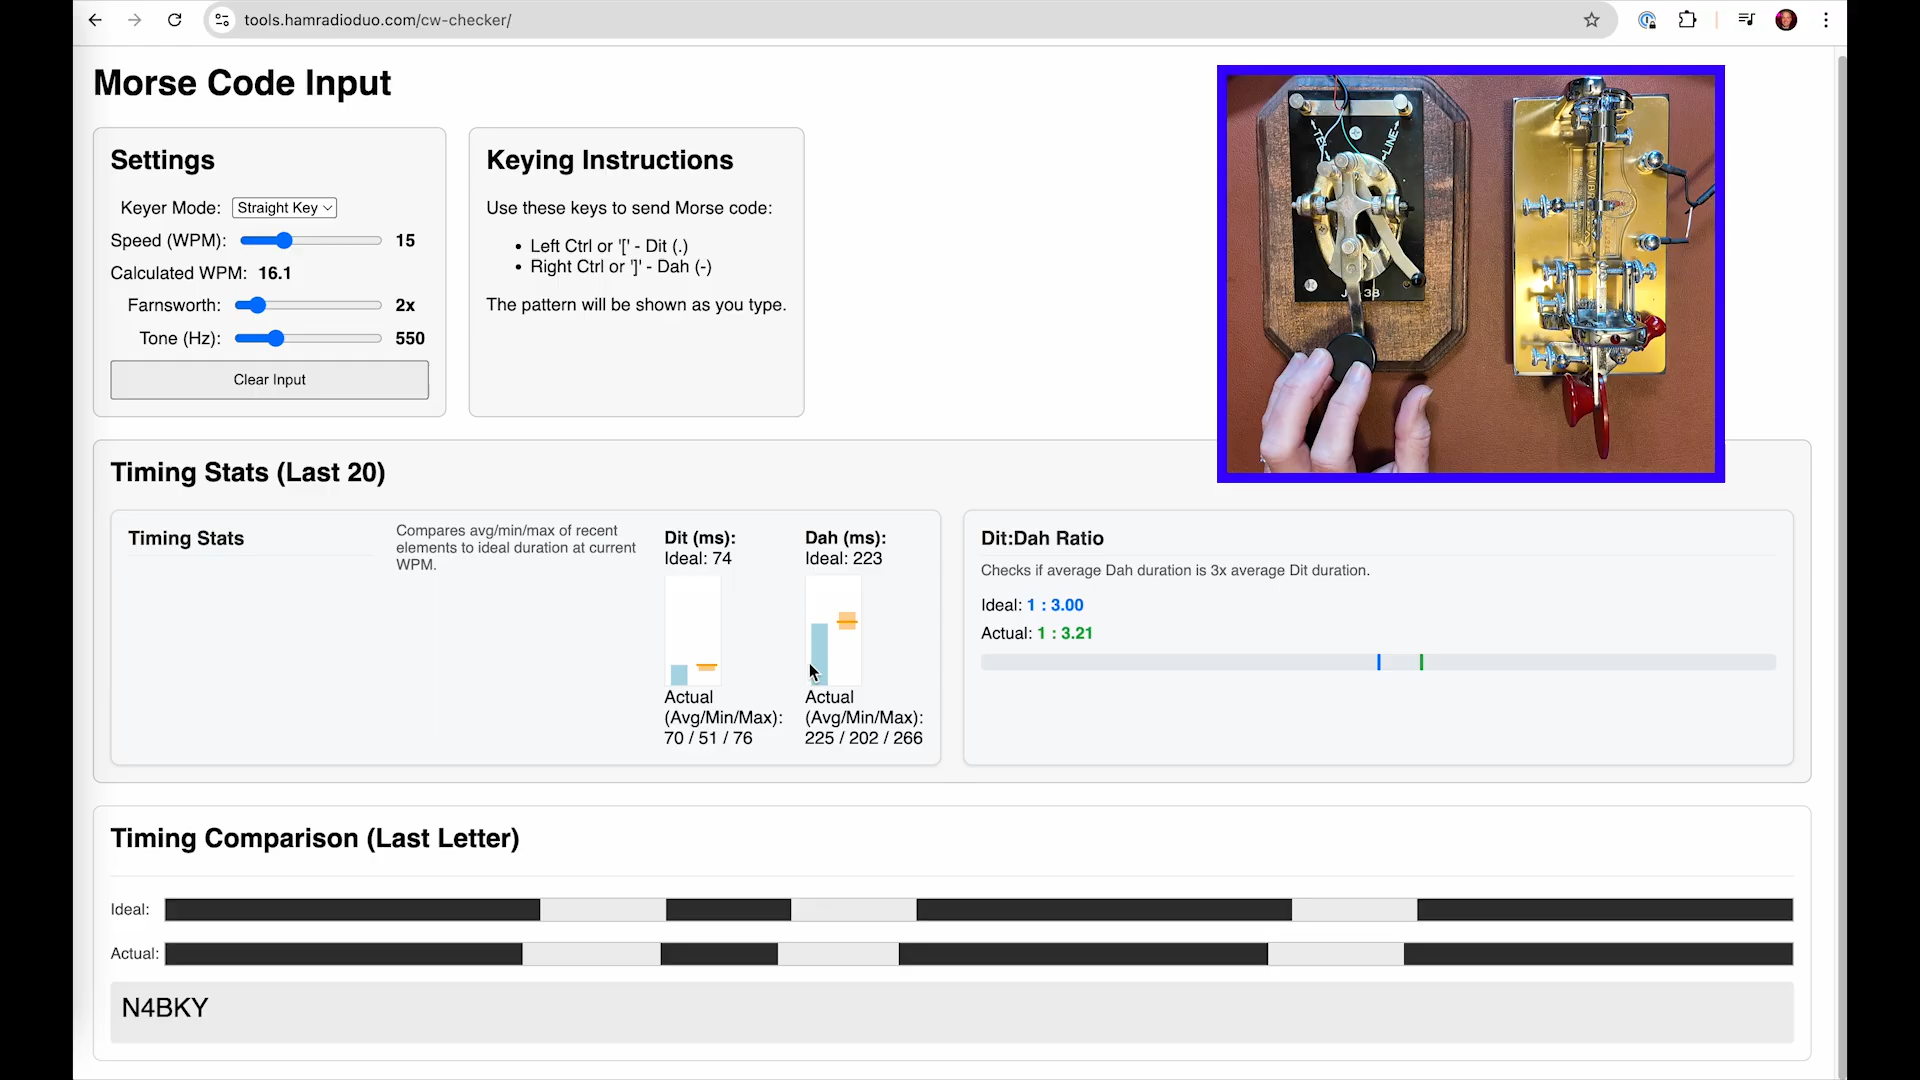 tools.hamradioduo.com/cw-checker/
Morse Code Input
Settings
Keyer Mode: Straight Key
Speed (WPM): 15
Calculated WPM: 16.1
Farnsworth: 2x
Tone (Hz): 550
Clear Input
Keying Instructions
Use these keys to send Morse code:
• Left Ctrl or '[' - Dit (.)
• Right Ctrl or ']' - Dah (-)
The pattern will be shown as you type.
TEL
LINE
Timing Stats (Last 20)
Timing Stats
Compares avg/min/max of recent
elements to ideal duration at current
WPM.
Dit (ms):
Ideal: 74
Actual
(Avg/Min/Max):
70 / 51 / 76
Dah (ms):
Ideal: 223
Actual
(Avg/Min/Max):
225 / 202 / 266
Dit:Dah Ratio
Checks if average Dah duration is 3x average Dit duration.
Ideal: 1 : 3.00
Actual: 1 : 3.21
Timing Comparison (Last Letter)
Ideal:
Actual:
N4BKY